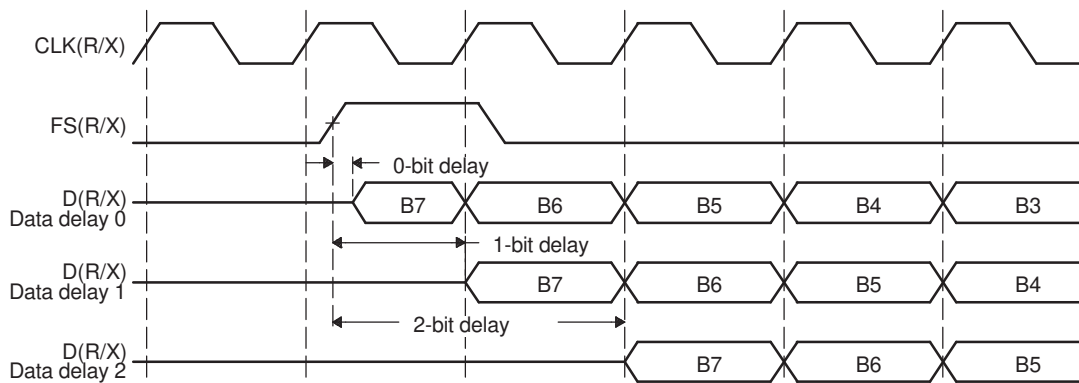 CLK(R/X)
FS(R/X)
0-bit delay
D(R/X)
Data delay 0
B7 B6 B5 B4 B3
1-bit delay
D(R/X)
Data delay 1
B7 B6 B5 B4
2-bit delay
D(R/X)
Data delay 2
B7 B6 B5